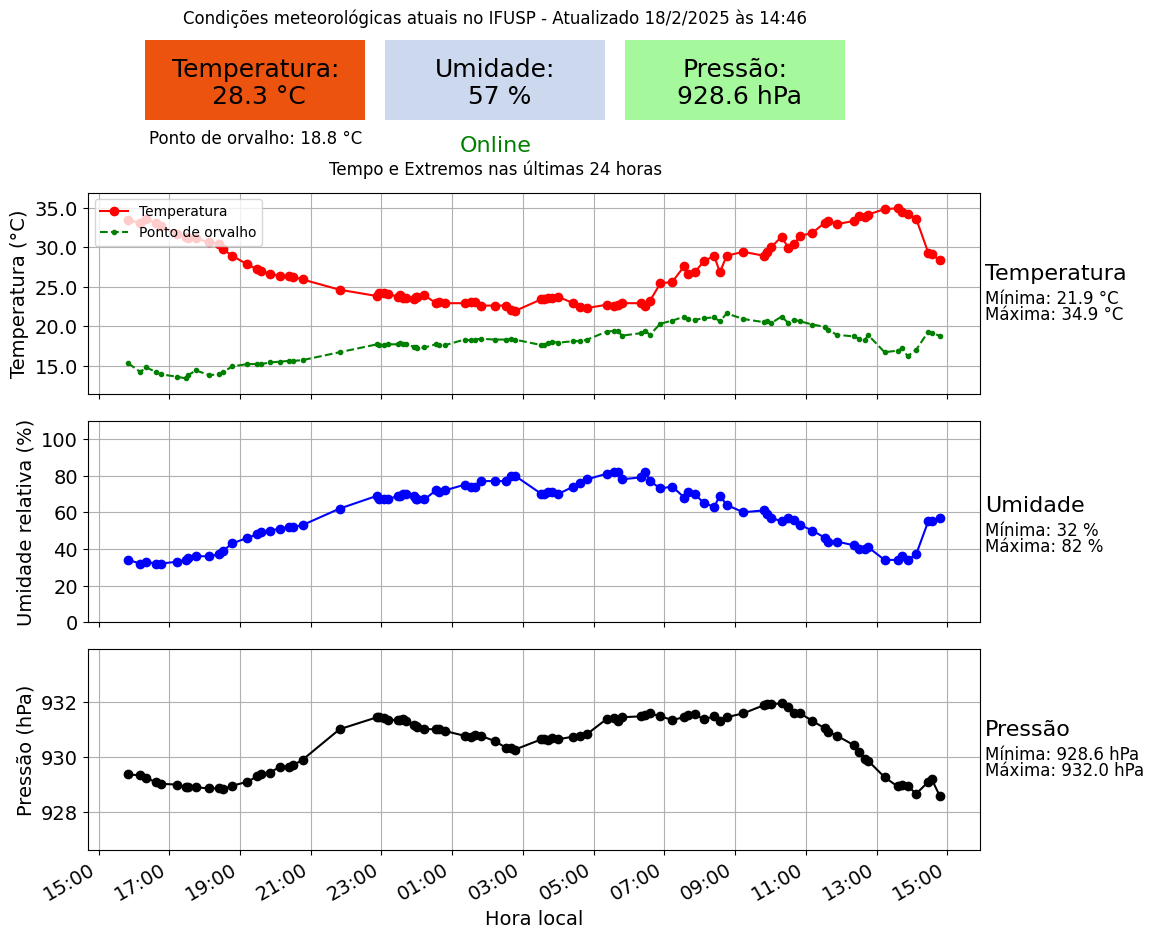 Condições meteorológicas atuais no IFUSP - Atualizado 18/2/2025 às 14:46
Temperatura:
28.3 °C
Umidade:
57 %
Pressão:
928.6 hPa
Ponto de orvalho: 18.8 °C
Online
Tempo e Extremos nas últimas 24 horas
Temperatura (°C)
35.0
30.0
25.0
20.0
15.0
Temperatura
Ponto de orvalho
Temperatura
Mínima: 21.9 °C
Máxima: 34.9 °C
Umidade relativa (%)
100
80
60
40
20
0
Umidade
Mínima: 32 %
Máxima: 82 %
Pressão (hPa)
932
930
928
Pressão
Mínima: 928.6 hPa
Máxima: 932.0 hPa
15:00 17:00 19:00 21:00 23:00 01:00 03:00 05:00 07:00 09:00 11:00 13:00 15:00
Hora local